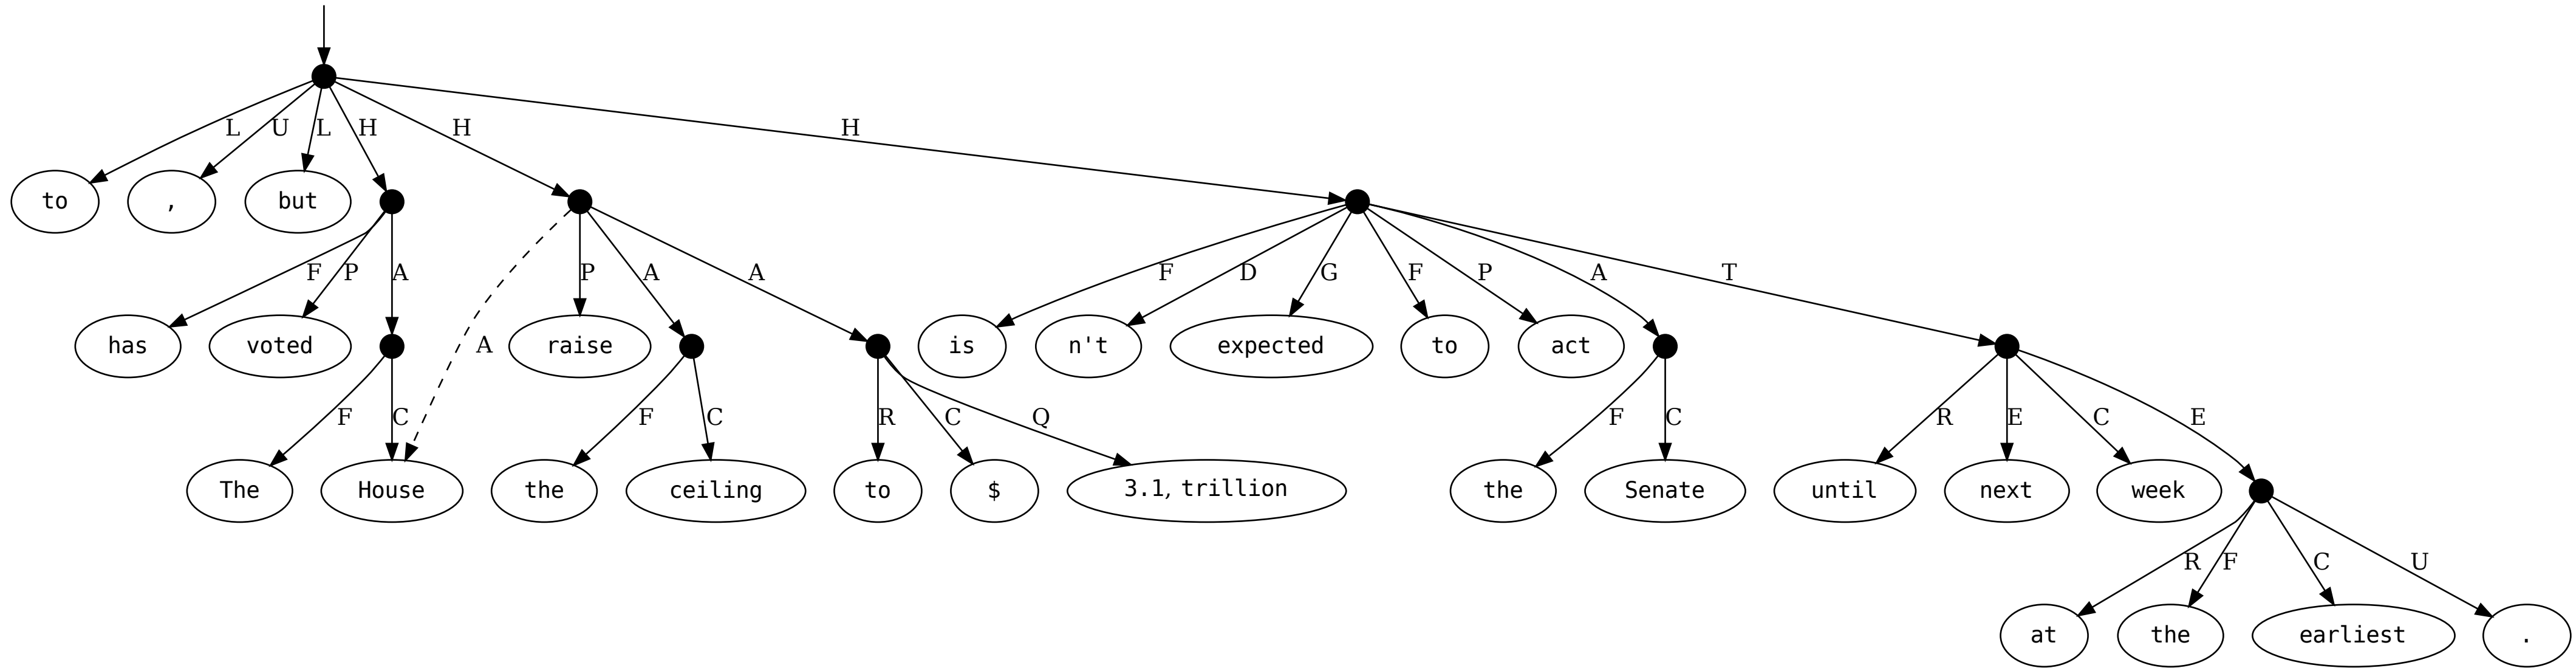 L U L H H H
to , but
F P A A P A A F D G F P A T
has voted raise is n't expected to act
F C F C R C Q F C R E C E
The House the ceiling to $ 3.1, trillion the Senate until next week
R F C U
at the earliest .